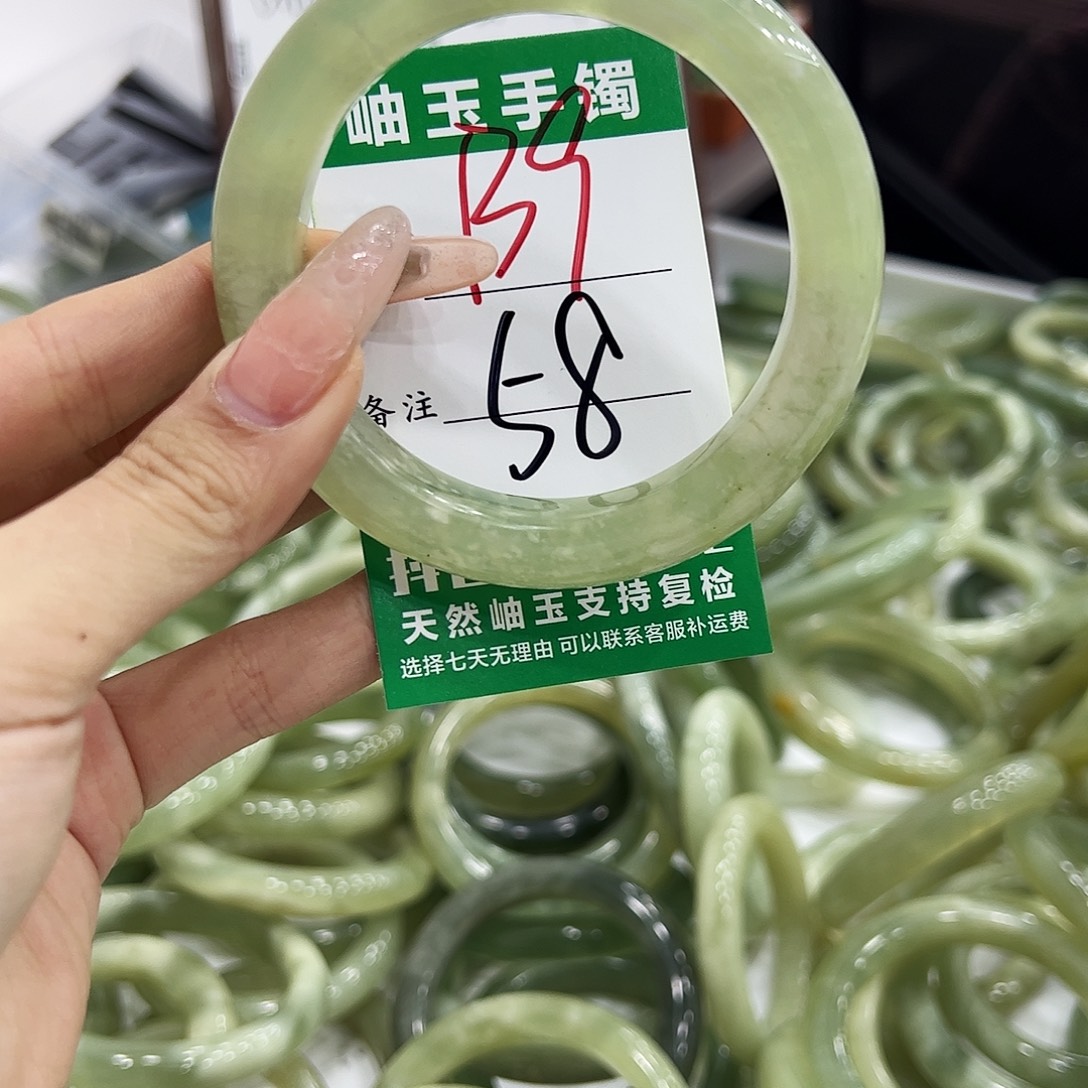 岫玉手镯
B9
备注 58
天然岫玉支持复检
选择七天无理由 可以联系客服补运费